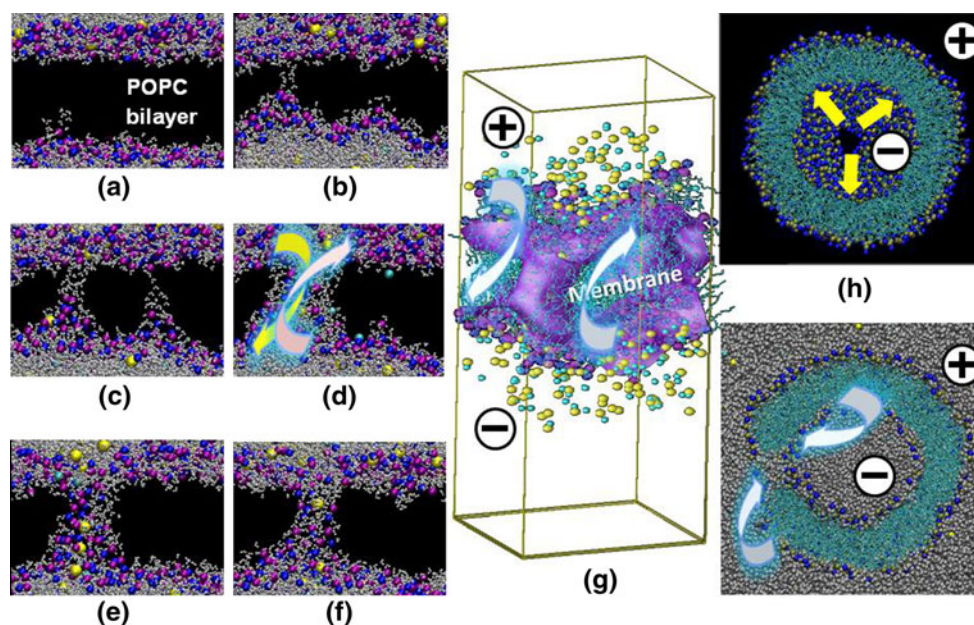 POPC
bilayer
(a)
(b)
(c)
(d)
(e)
(f)
+
Membrane
−
(g)
+
−
(h)
+
−